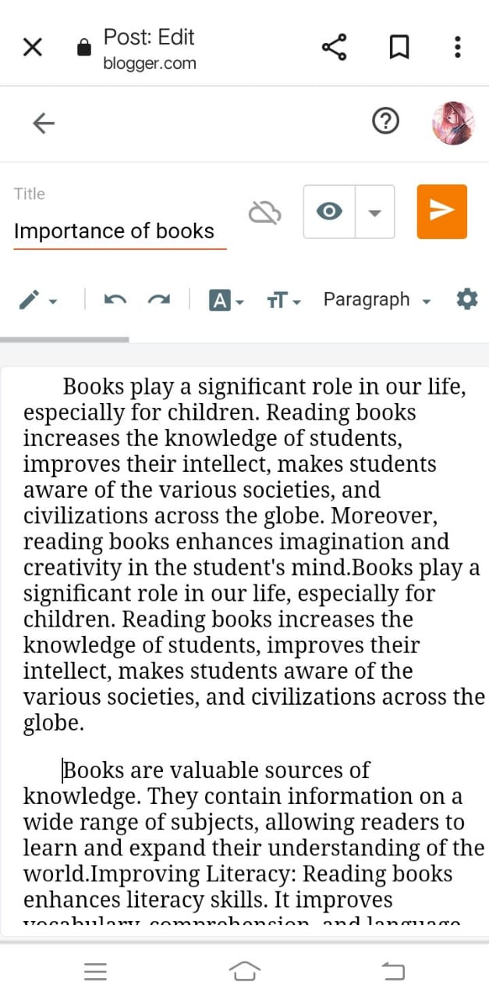 Post: Edit
blogger.com
Title
Importance of books
A
TT
Paragraph
Books play a significant role in our life,
especially for children. Reading books
increases the knowledge of students,
improves their intellect, makes students
aware of the various societies, and
civilizations across the globe. Moreover,
reading books enhances imagination and
creativity in the student's mind.Books play a
significant role in our life, especially for
children. Reading books increases the
knowledge of students, improves their
intellect, makes students aware of the
various societies, and civilizations across the
globe.
Books are valuable sources of
knowledge. They contain information on a
wide range of subjects, allowing readers to
learn and expand their understanding of the
world.Improving Literacy: Reading books
enhances literacy skills. It improves
vocabulary, comprehension, and language